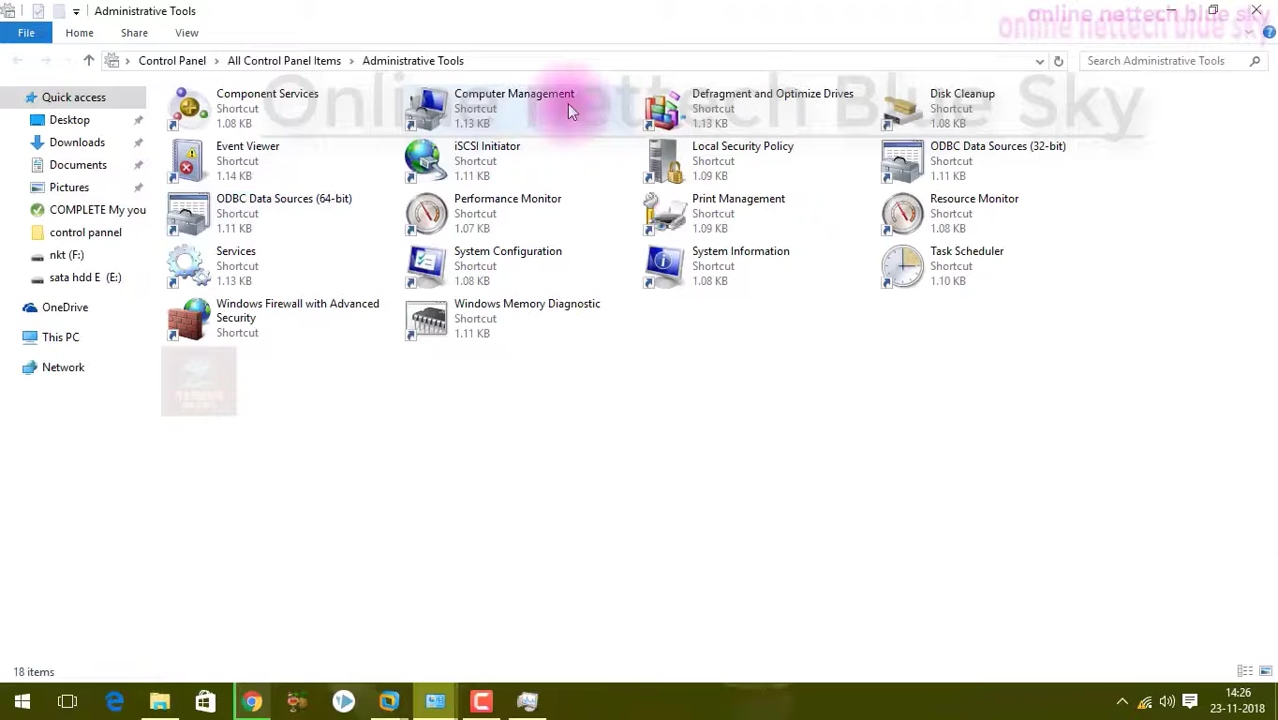 Administrative Tools
online nettech blue sky
online nettech blue sky
File Home Share View
Control Panel All Control Panel Items Administrative Tools
Search Administrative Tools
Online Nettech Blue Sky
Quick access
Desktop
Downloads
Documents
Pictures
COMPLETE My you
control pannel
nkt (F:)
sata hdd E (E:)
OneDrive
This PC
Network
Component Services
Shortcut
1.08 KB
Computer Management
Shortcut
1.13 KB
Defragment and Optimize Drives
Shortcut
1.13 KB
Disk Cleanup
Shortcut
1.08 KB
Event Viewer
Shortcut
1.14 KB
iSCSI Initiator
Shortcut
1.11 KB
Local Security Policy
Shortcut
1.09 KB
ODBC Data Sources (32-bit)
Shortcut
1.11 KB
ODBC Data Sources (64-bit)
Shortcut
1.11 KB
Performance Monitor
Shortcut
1.07 KB
Print Management
Shortcut
1.09 KB
Resource Monitor
Shortcut
1.08 KB
Services
Shortcut
1.13 KB
System Configuration
Shortcut
1.08 KB
System Information
Shortcut
1.08 KB
Task Scheduler
Shortcut
1.10 KB
Windows Firewall with Advanced
Security
Shortcut
Windows Memory Diagnostic
Shortcut
1.11 KB
18 items
14:26
23-11-2018